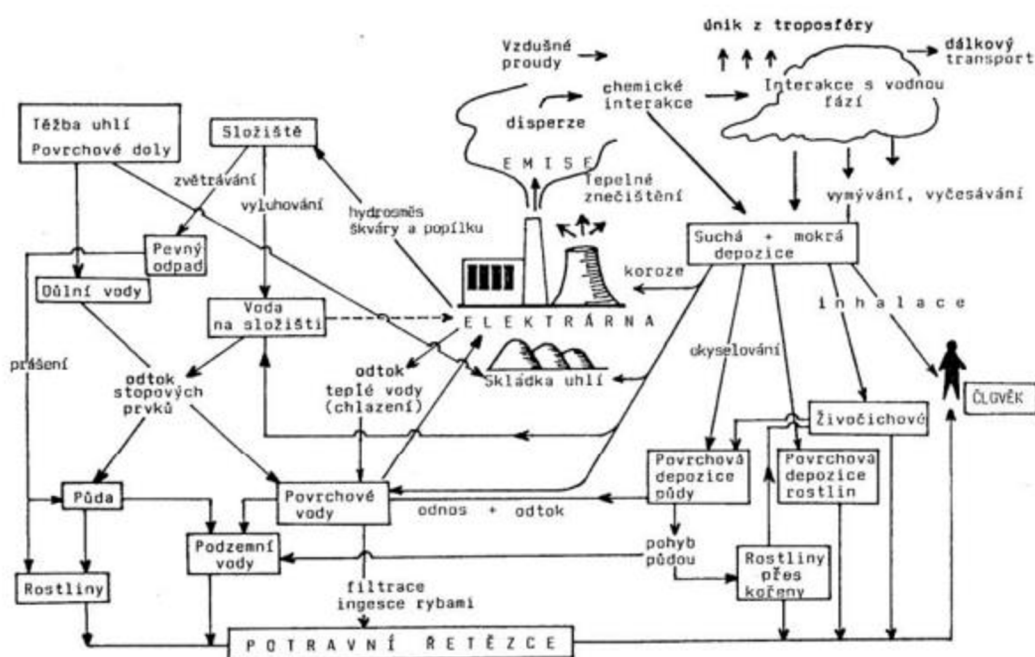 únik z troposféry
Vzdušné
proudy
dálkový
transport
chemické
interakce
Interakce s vodnou
fází
disperze
Těžba uhlí
Povrchové doly
Složiště
EMISE
Tepelné
znečištění
zvětrávání
vyluhování
hydrosměs
škváry a popílku
vymývání, vyčesávání
Suchá + mokrá
depozice
Pevný
odpad
koroze
Důlní vody
inhalace
Voda
na složišti
ELEKTRÁRNA
okyselování
prášení
odtok
stopových
prvků
odtok
teplé vody
(chlazení)
Skládka uhlí
ČLOVĚK
Živočichové
Povrchová
depozice
půdy
Povrchová
depozice
rostlin
Půda
Povrchové
vody
odnos + odtok
Podzemní
vody
pohyb
půdou
Rostliny
přes
kořeny
Rostliny
filtrace
ingesce rybami
POTRAVNÍ ŘETĚZCE